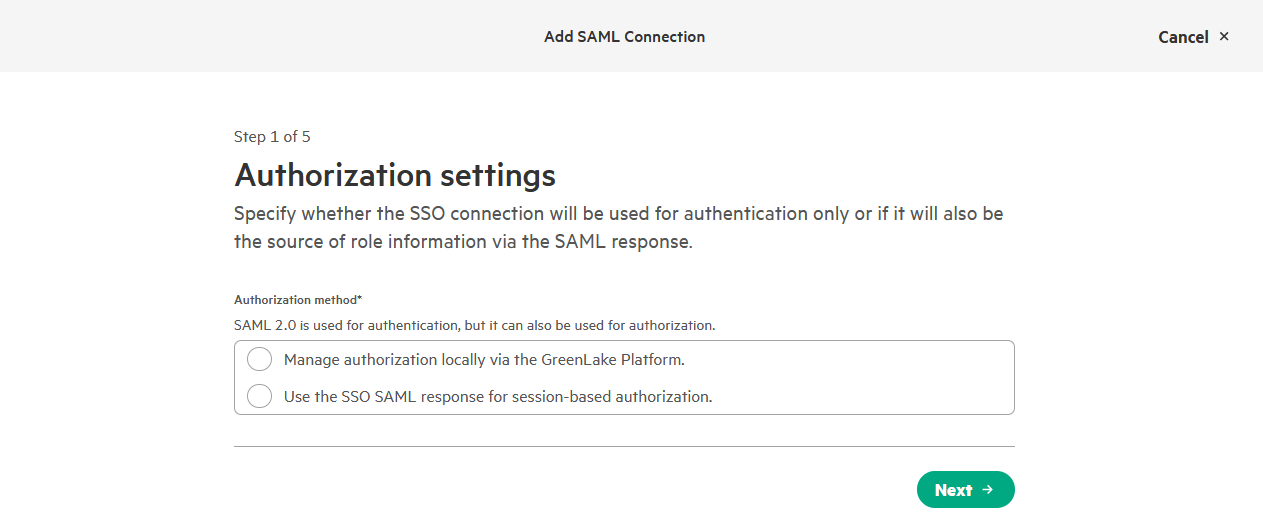 Add SAML Connection
Cancel ×
Step 1 of 5
Authorization settings
Specify whether the SSO connection will be used for authentication only or if it will also be
the source of role information via the SAML response.
Authorization method*
SAML 2.0 is used for authentication, but it can also be used for authorization.
Manage authorization locally via the GreenLake Platform.
Use the SSO SAML response for session-based authorization.
Next →